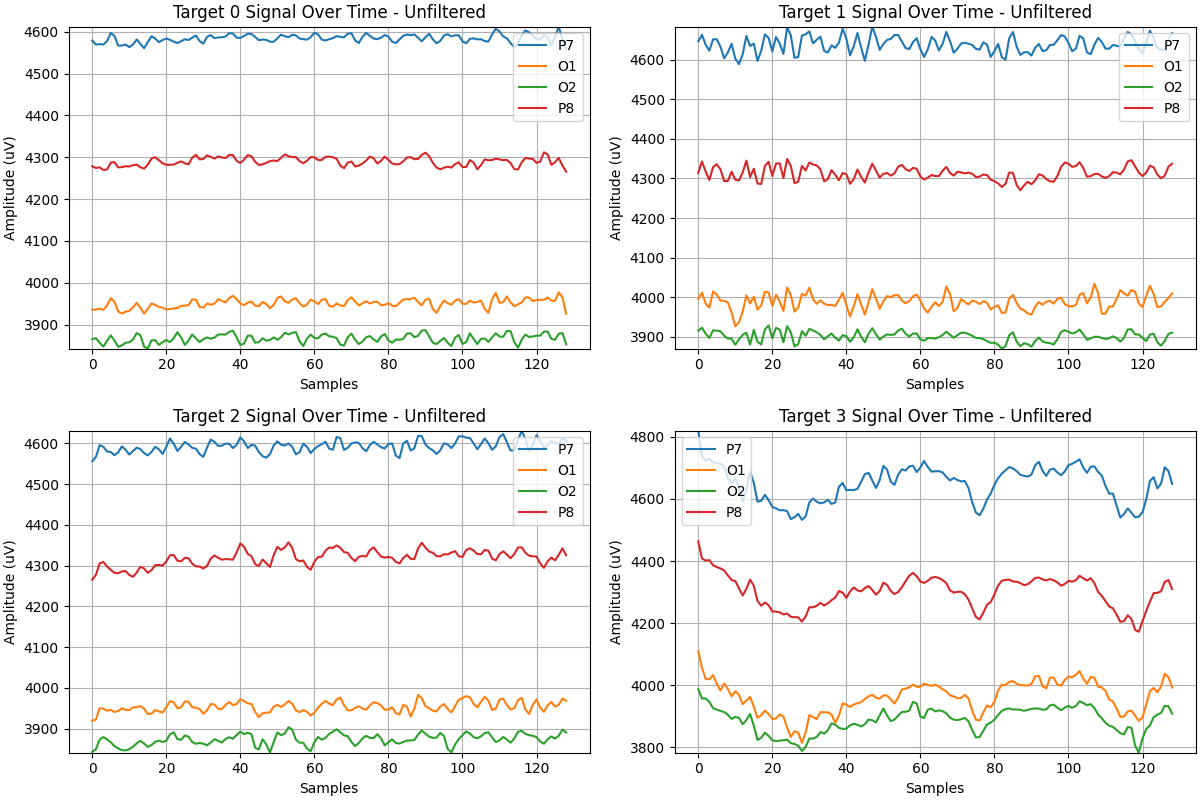 Target 0 Signal Over Time - Unfiltered
Amplitude (uV)
4600
4500
4400
4300
4200
4100
4000
3900
P7
O1
O2
P8
0 20 40 60 80 100 120
Samples
Target 1 Signal Over Time - Unfiltered
Amplitude (uV)
4600
4500
4400
4300
4200
4100
4000
3900
P7
O1
O2
P8
0 20 40 60 80 100 120
Samples
Target 2 Signal Over Time - Unfiltered
Amplitude (uV)
4600
4500
4400
4300
4200
4100
4000
3900
P7
O1
O2
P8
0 20 40 60 80 100 120
Samples
Target 3 Signal Over Time - Unfiltered
Amplitude (uV)
4800
4600
4400
4200
4000
3800
P7
O1
O2
P8
0 20 40 60 80 100 120
Samples